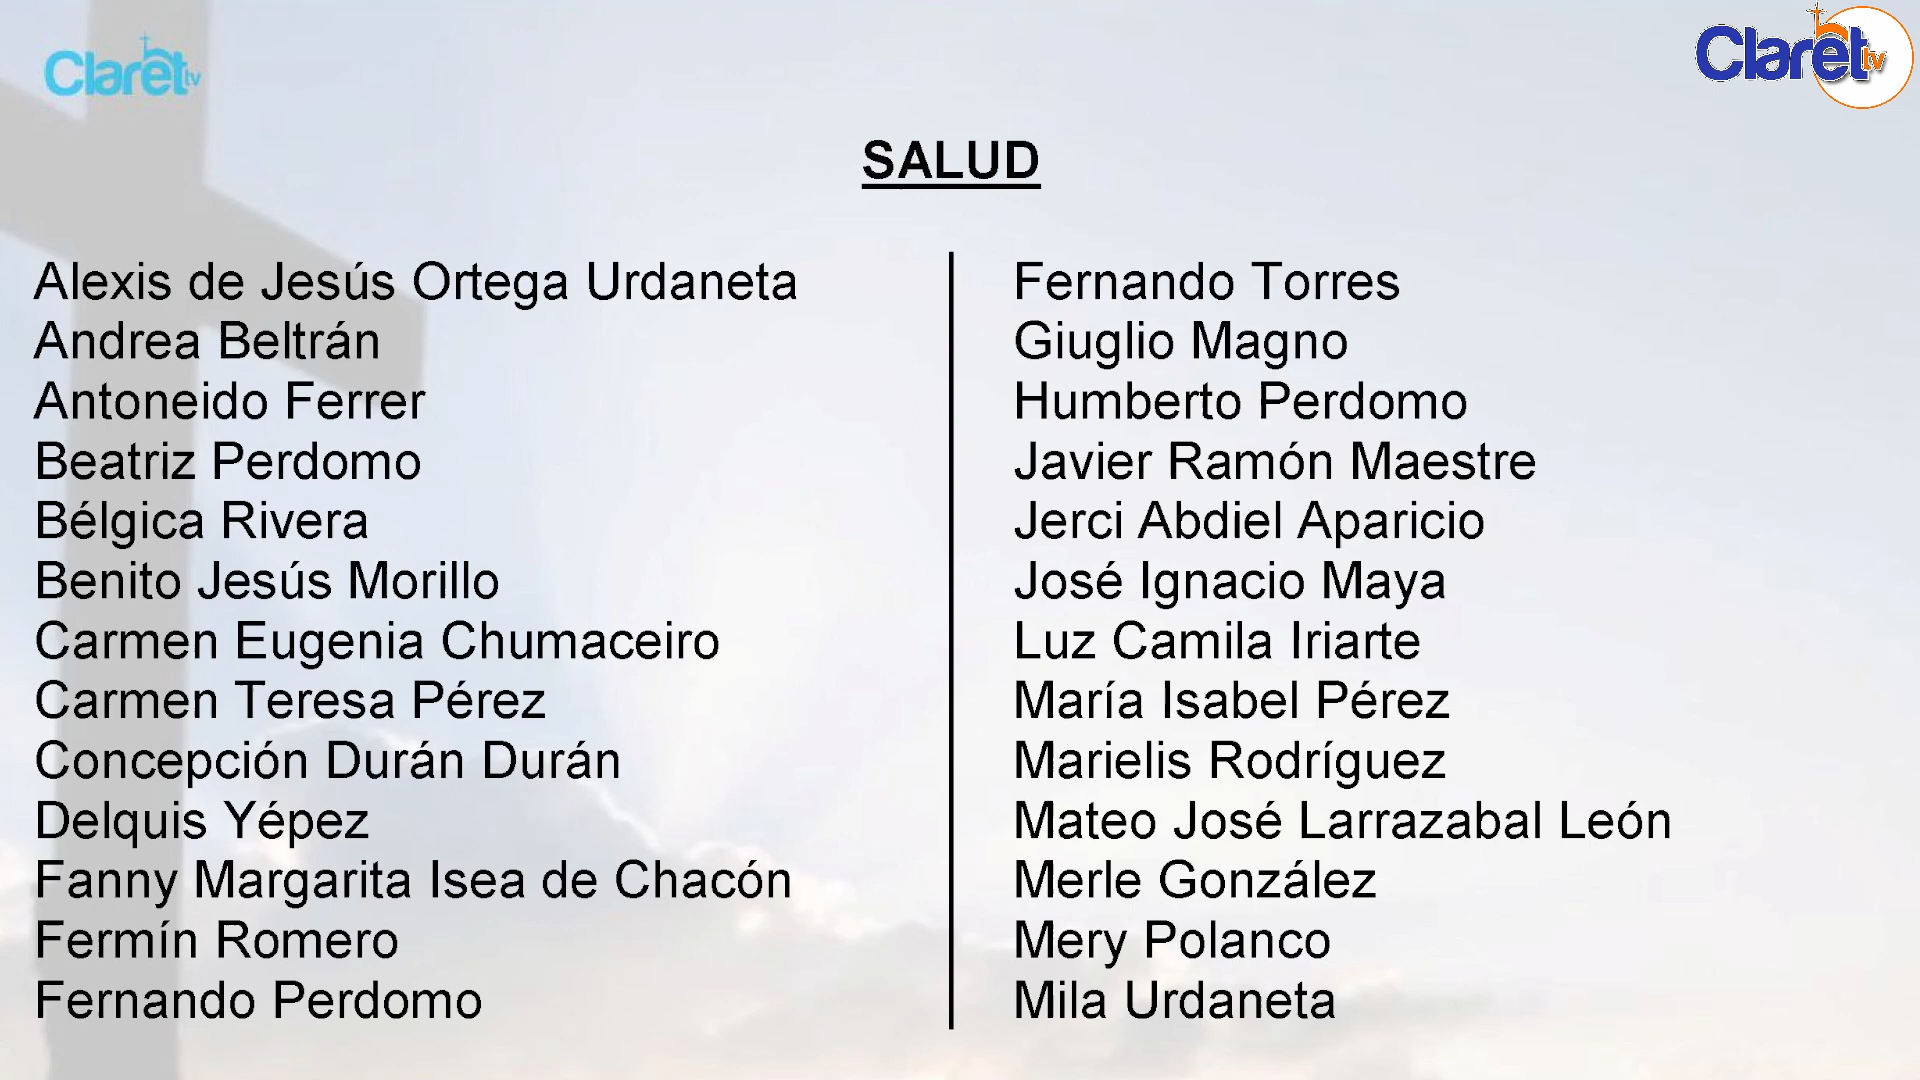 Claret tv
Claret tv
SALUD
Alexis de Jesús Ortega Urdaneta
Andrea Beltrán
Antoneido Ferrer
Beatriz Perdomo
Bélgica Rivera
Benito Jesús Morillo
Carmen Eugenia Chumaceiro
Carmen Teresa Pérez
Concepción Durán Durán
Delquis Yépez
Fanny Margarita Isea de Chacón
Fermín Romero
Fernando Perdomo
Fernando Torres
Giuglio Magno
Humberto Perdomo
Javier Ramón Maestre
Jerci Abdiel Aparicio
José Ignacio Maya
Luz Camila Iriarte
María Isabel Pérez
Marielis Rodríguez
Mateo José Larrazabal León
Merle González
Mery Polanco
Mila Urdaneta